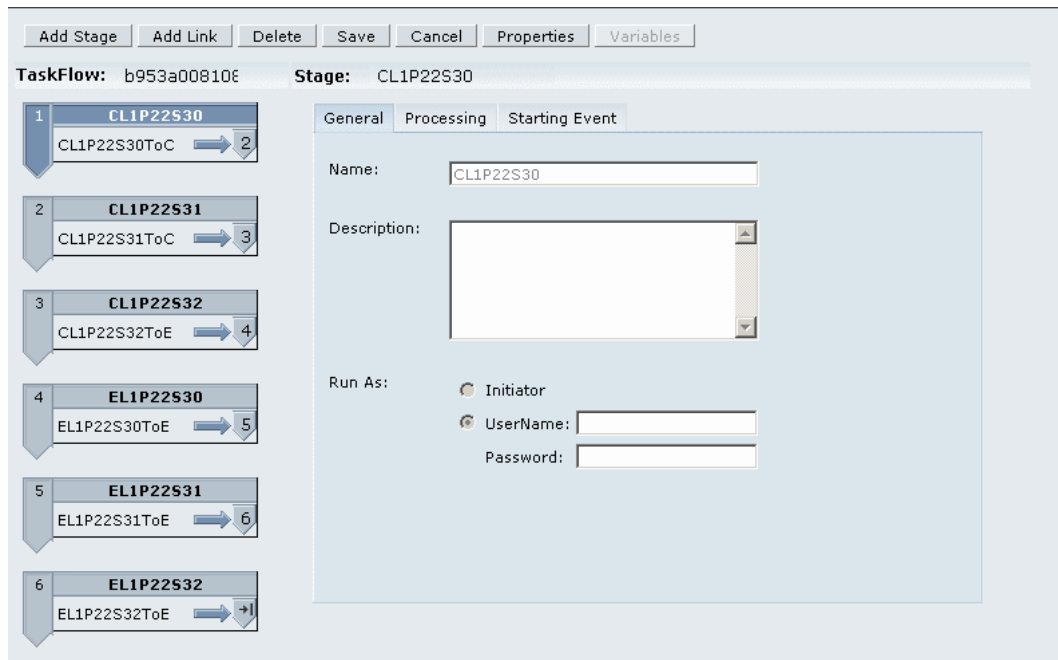 Add Stage Add Link Delete Save Cancel Properties Variables
TaskFlow: b953a008108 Stage: CL1P22S30
1 CL1P22S30
CL1P22S30ToC 2
2 CL1P22S31
CL1P22S31ToC 3
3 CL1P22S32
CL1P22S32ToE 4
4 EL1P22S30
EL1P22S30ToE 5
5 EL1P22S31
EL1P22S31ToE 6
6 EL1P22S32
EL1P22S32ToE
General Processing Starting Event
Name: CL1P22S30
Description:
Run As:
Initiator
UserName:
Password: